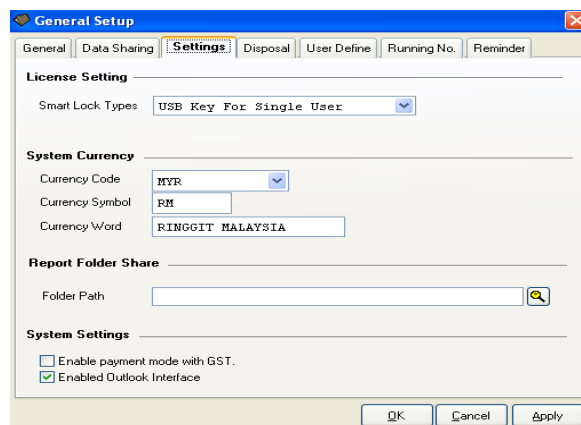 General Setup
General Data Sharing Settings Disposal User Define Running No. Reminder
License Setting
Smart Lock Types USB Key For Single User
System Currency
Currency Code MYR
Currency Symbol RM
Currency Word RINGGIT MALAYSIA
Report Folder Share
Folder Path
System Settings
Enable payment mode with GST.
Enabled Outlook Interface
OK Cancel Apply